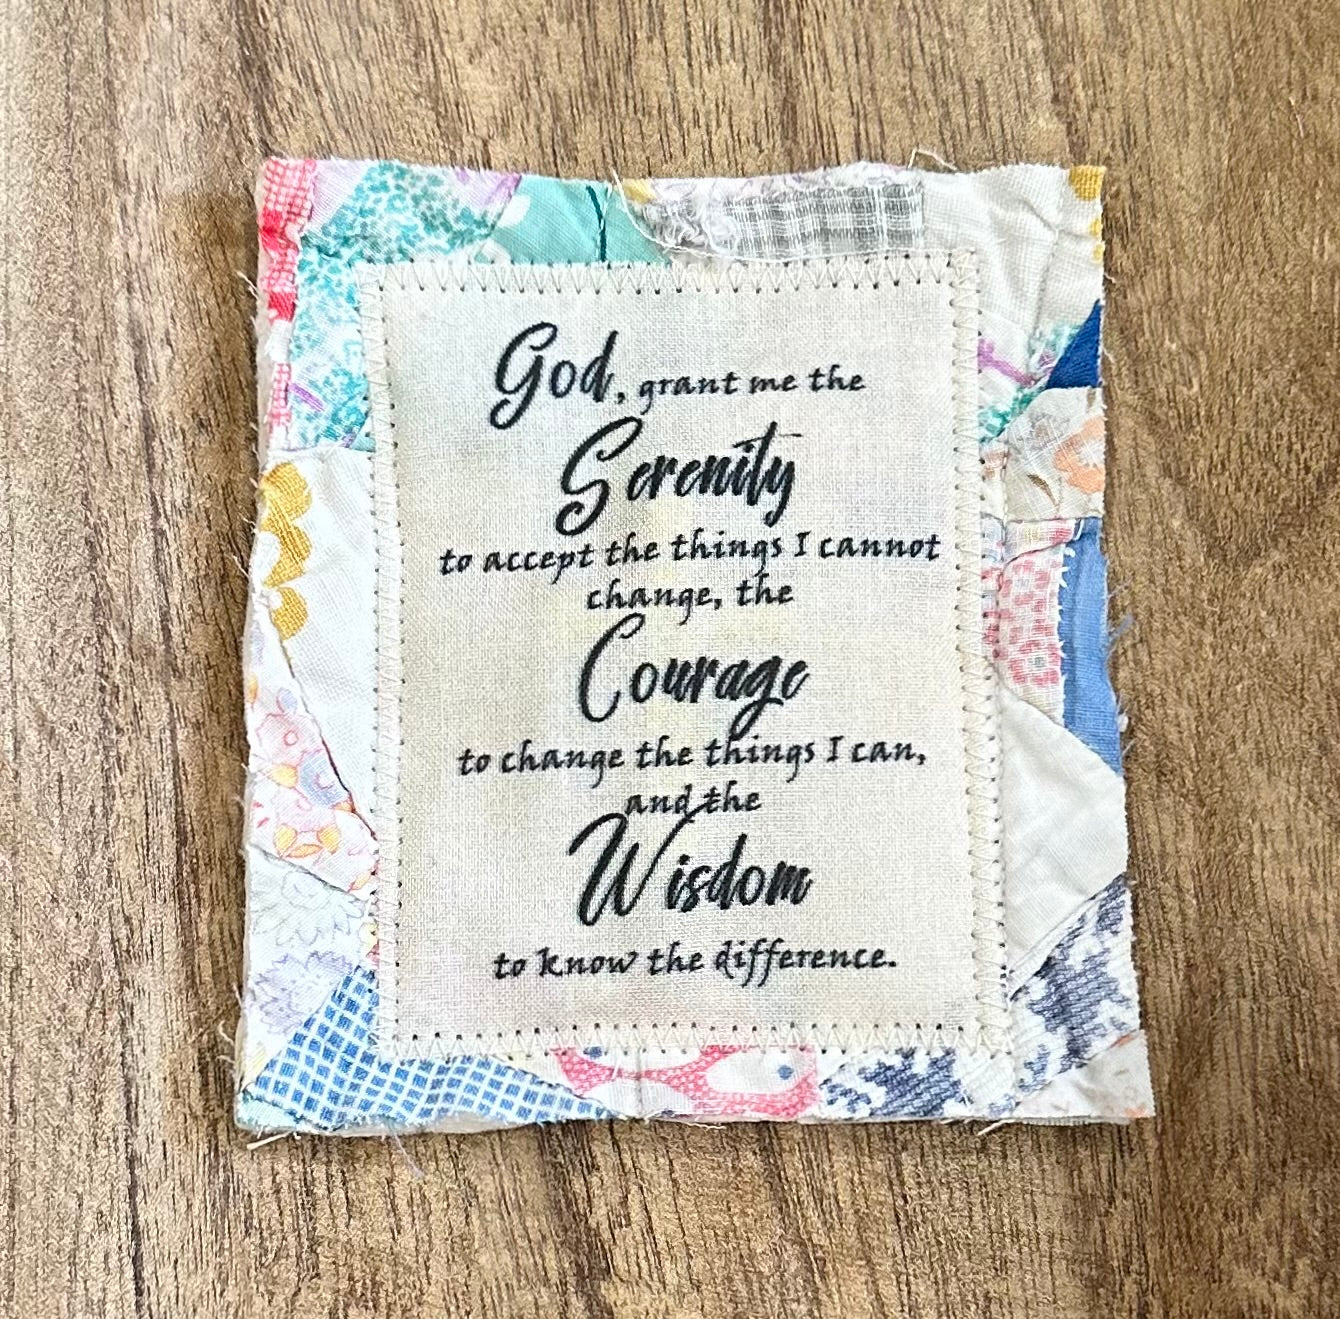 God, grant me the
Serenity
to accept the things I cannot
change, the
Courage
to change the things I can,
and the
Wisdom
to know the difference.